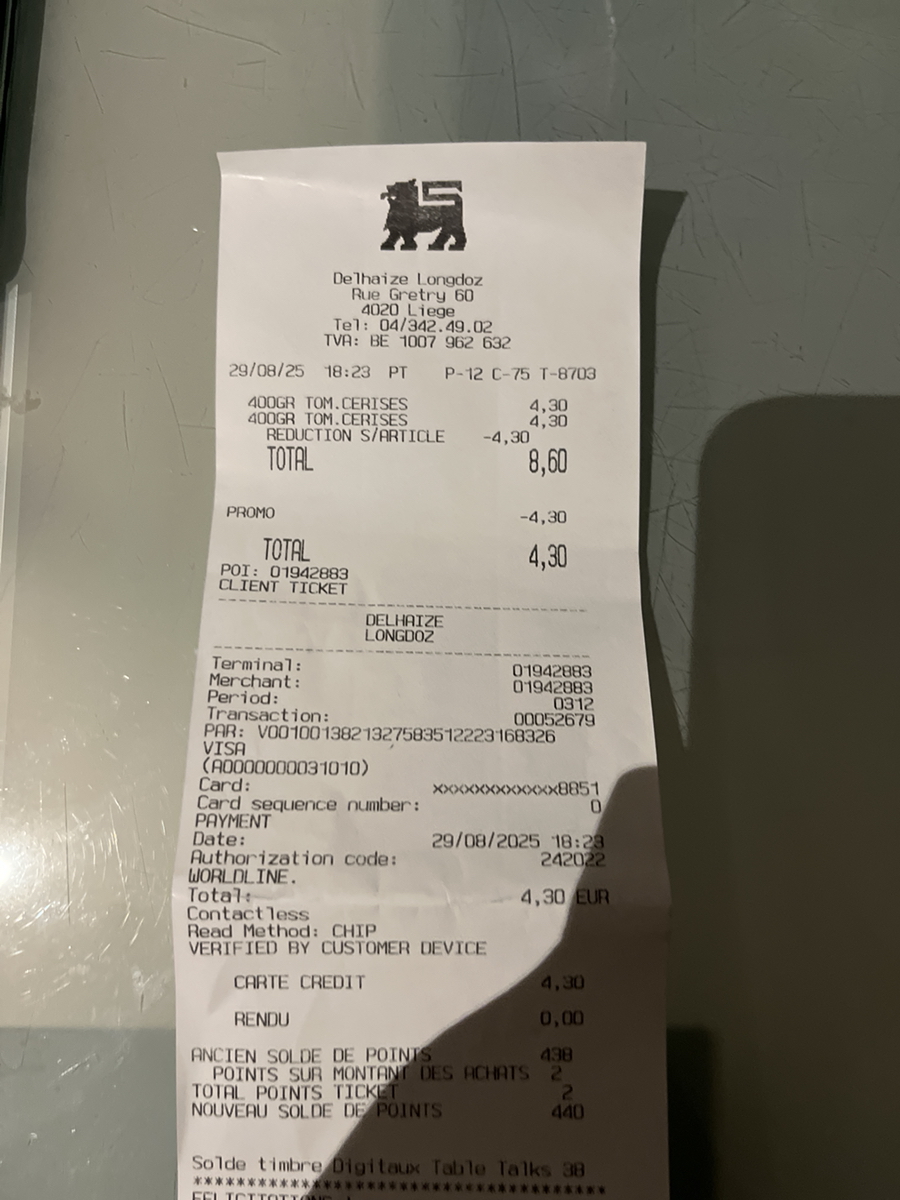 Delhaize Longdoz
Rue Gretry 60
4020 Liege
Tel: 04/342.49.02
TVA: BE 1007 962 632
29/08/25 18:23 PT P-12 C-75 T-8703
400GR TOM.CERISES 4,30
400GR TOM.CERISES 4,30
REDUCTION S/ARTICLE -4,30
TOTAL 8,60
PROMO -4,30
TOTAL 4,30
POI: 01942883
CLIENT TICKET
--------------------------------
DELHAIZE
LONGDOZ
--------------------------------
Terminal: 01942883
Merchant: 01942883
Period: 0312
Transaction: 00052679
PAR: V0010013821327583512223168326
VISA
(A0000000031010)
Card: xxxxxxxxxxxx8851
Card sequence number: 0
PAYMENT
Date: 29/08/2025 18:23
Authorization code: 242022
WORLDLINE.
Total: 4,30 EUR
Contactless
Read Method: CHIP
VERIFIED BY CUSTOMER DEVICE
CARTE CREDIT 4,30
RENDU 0,00
ANCIEN SOLDE DE POINTS 438
POINTS SUR MONTANT DES ACHATS 2
TOTAL POINTS TICKET 2
NOUVEAU SOLDE DE POINTS 440
Solde timbre Digitaux Table Talks 38
****************************************